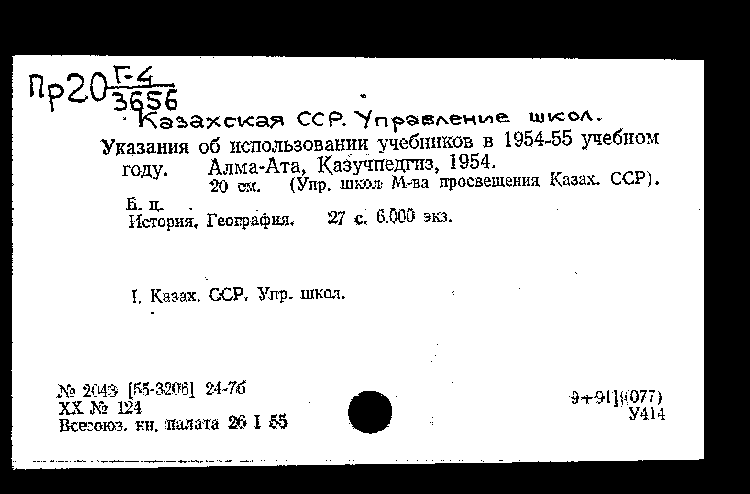 Пр20 Г-4
3656
Казахская ССР. Управление школ.
Указания об использовании учебников в 1954-55 учебном
году. Алма-Ата, Казучпедгиз, 1954.
20 см. (Упр. школ М-ва просвещения Казах. ССР).
Б. ц.
История, География. 27 с. 6.000 экз.
I. Казах. ССР. Упр. школ.
№ 2043 [55-3206] 24-7б
XX № 124
Всесоюз. кн. палата 26 I 55
9+91](077)
У414